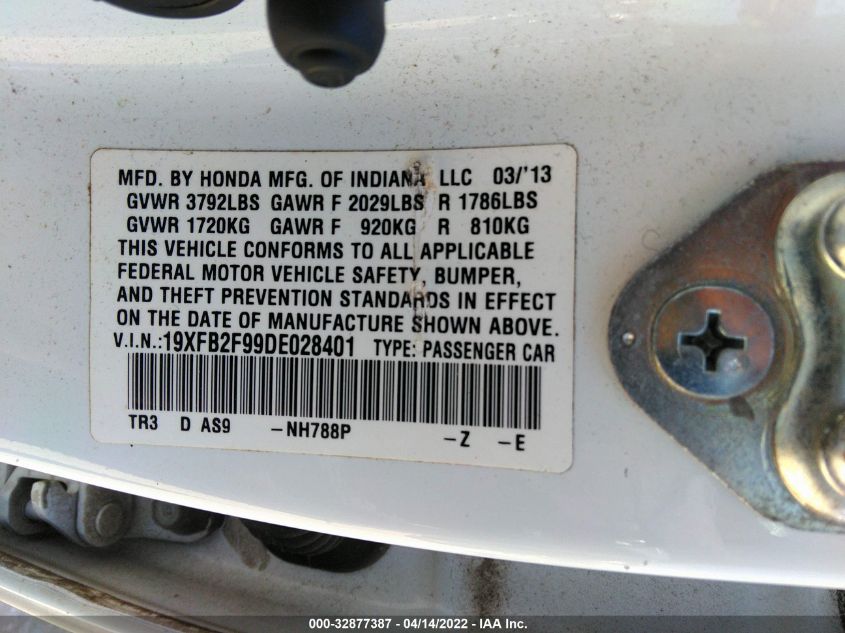 MFD. BY HONDA MFG. OF INDIANA LLC 03/'13
GVWR 3792LBS GAWR F 2029LBS R 1786LBS
GVWR 1720KG GAWR F 920KG R 810KG
THIS VEHICLE CONFORMS TO ALL APPLICABLE
FEDERAL MOTOR VEHICLE SAFETY, BUMPER,
AND THEFT PREVENTION STANDARDS IN EFFECT
ON THE DATE OF MANUFACTURE SHOWN ABOVE.
V.I.N.:19XFB2F99DE028401 TYPE: PASSENGER CAR
TR3 D AS9 -NH788P -Z -E
000-32877387 - 04/14/2022 - IAA Inc.